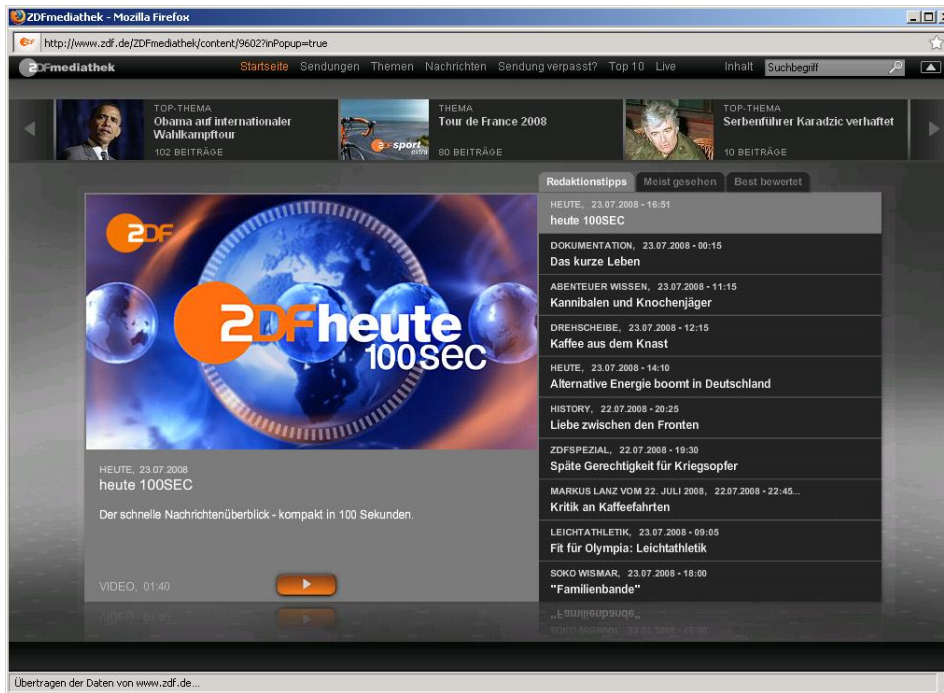 ZDFmediathek - Mozilla Firefox
http://www.zdf.de/ZDFmediathek/content/9602?inPopup=true
ZDFmediathek Startseite Sendungen Themen Nachrichten Sendung verpasst? Top 10 Live Inhalt Suchbegriff
TOP-THEMA
Obama auf internationaler
Wahlkampftour
102 BEITRÄGE
ZDFsport
extra
THEMA
Tour de France 2008
80 BEITRÄGE
TOP-THEMA
Serbenführer Karadzic verhaftet
10 BEITRÄGE
ZDF
ZDFheute
100SEC
HEUTE, 23.07.2008
heute 100SEC
Der schnelle Nachrichtenüberblick - kompakt in 100 Sekunden.
VIDEO, 01:40
Redaktionstipps Meist gesehen Best bewertet
HEUTE, 23.07.2008 - 16:51
heute 100SEC
DOKUMENTATION, 23.07.2008 - 00:15
Das kurze Leben
ABENTEUER WISSEN, 23.07.2008 - 11:15
Kannibalen und Knochenjäger
DREHSCHEIBE, 23.07.2008 - 12:15
Kaffee aus dem Knast
HEUTE, 23.07.2008 - 14:10
Alternative Energie boomt in Deutschland
HISTORY, 22.07.2008 - 20:25
Liebe zwischen den Fronten
ZDFSPEZIAL, 22.07.2008 - 19:30
Späte Gerechtigkeit für Kriegsopfer
MARKUS LANZ VOM 22. JULI 2008, 22.07.2008 - 22:45...
Kritik an Kaffeefahrten
LEICHTATHLETIK, 23.07.2008 - 09:05
Fit für Olympia: Leichtathletik
SOKO WISMAR, 23.07.2008 - 18:00
"Familienbande"
Übertragen der Daten von www.zdf.de...